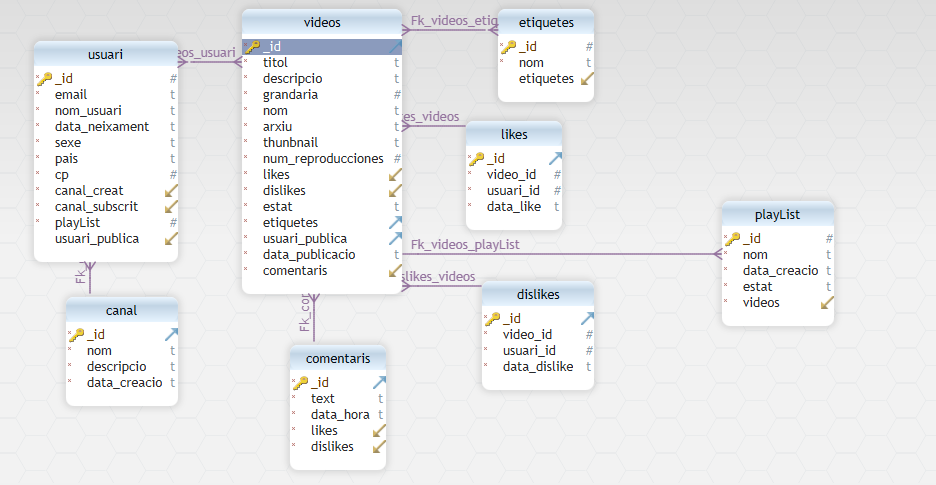 usuari
_id #
email t
nom_usuari t
data_neixament t
sexe t
pais t
cp #
canal_creat
canal_subscrit
playList #
usuari_publica
videos
_id
titol t
descripcio t
grandaria #
nom t
arxiu t
thunbnail t
num_reproducciones #
likes
dislikes
estat t
etiquetes
usuari_publica
data_publicacio t
comentaris
etiquetes
_id #
nom t
etiquetes
likes
_id
video_id #
usuari_id #
data_like t
playList
_id #
nom t
data_creacio t
estat t
videos
dislikes
_id
video_id #
usuari_id #
data_dislike t
canal
_id
nom t
descripcio t
data_creacio t
comentaris
_id
text t
data_hora t
likes
dislikes
eos_usuari
Fk_videos_etiq
es_videos
Fk_videos_playList
slikes_videos
Fk_
Fk_com